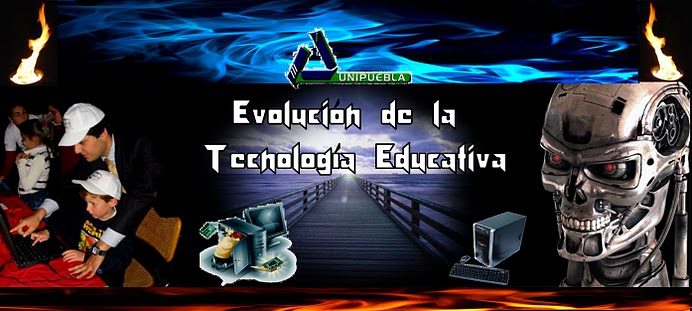 UNIPUEBLA
Evolución de la
Tecnología Educativa